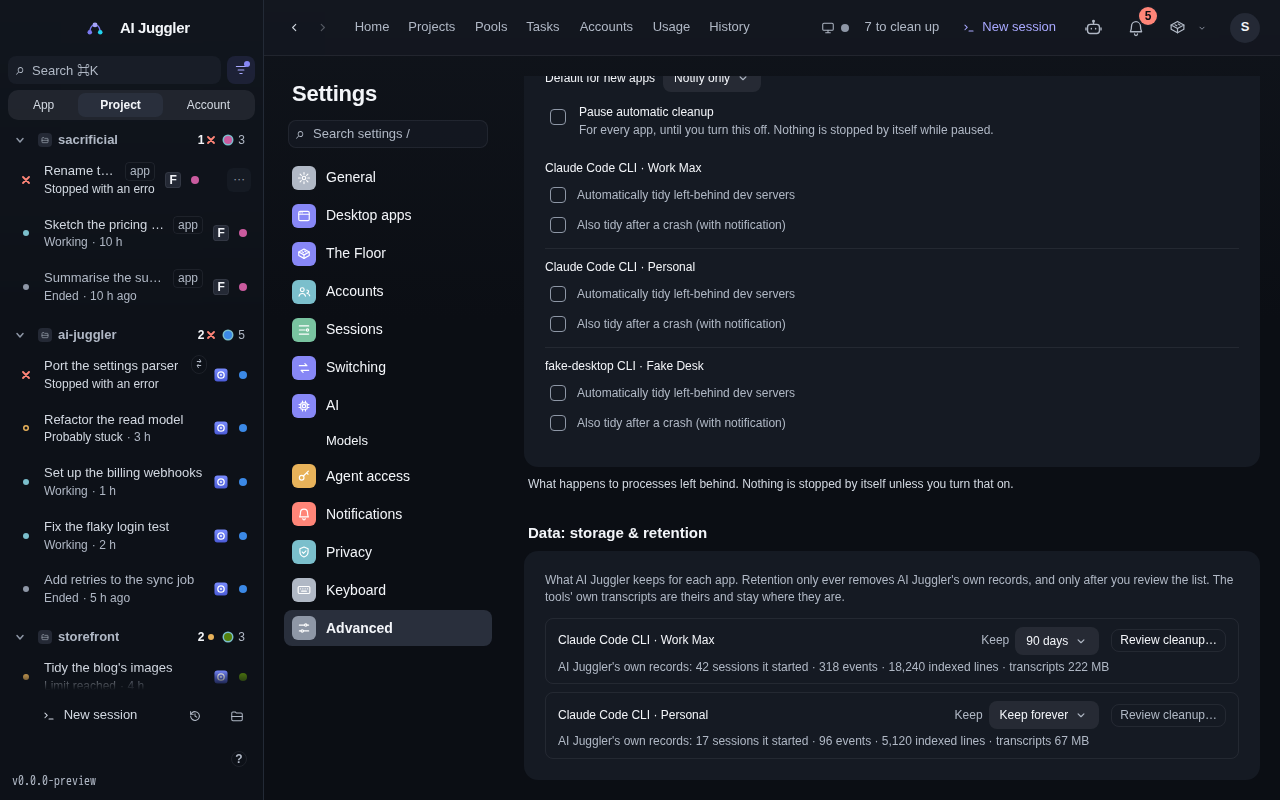 AI Juggler
Search ⌘K
App Project Account
sacrificial 1 3
Rename t… app
Stopped with an erro F
Sketch the pricing … app
Working · 10 h F
Summarise the su… app
Ended · 10 h ago F
ai-juggler 2 5
Port the settings parser
Stopped with an error
Refactor the read model
Probably stuck · 3 h
Set up the billing webhooks
Working · 1 h
Fix the flaky login test
Working · 2 h
Add retries to the sync job
Ended · 5 h ago
storefront 2 3
Tidy the blog's images
Limit reached · 4 h
New session
?
v0.0.0-preview
Home Projects Pools Tasks Accounts Usage History 7 to clean up New session 5 S
Settings
Search settings /
General
Desktop apps
The Floor
Accounts
Sessions
Switching
AI
Models
Agent access
Notifications
Privacy
Keyboard
Advanced
Default for new apps Notify only
Pause automatic cleanup
For every app, until you turn this off. Nothing is stopped by itself while paused.
Claude Code CLI · Work Max
Automatically tidy left-behind dev servers
Also tidy after a crash (with notification)
Claude Code CLI · Personal
Automatically tidy left-behind dev servers
Also tidy after a crash (with notification)
fake-desktop CLI · Fake Desk
Automatically tidy left-behind dev servers
Also tidy after a crash (with notification)
What happens to processes left behind. Nothing is stopped by itself unless you turn that on.
Data: storage & retention
What AI Juggler keeps for each app. Retention only ever removes AI Juggler's own records, and only after you review the list. The
tools' own transcripts are theirs and stay where they are.
Claude Code CLI · Work Max Keep 90 days Review cleanup…
AI Juggler's own records: 42 sessions it started · 318 events · 18,240 indexed lines · transcripts 222 MB
Claude Code CLI · Personal Keep Keep forever Review cleanup…
AI Juggler's own records: 17 sessions it started · 96 events · 5,120 indexed lines · transcripts 67 MB